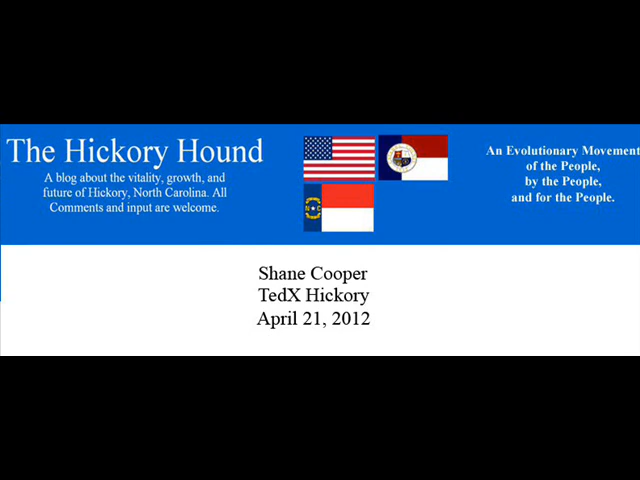 The Hickory Hound
A blog about the vitality, growth, and
future of Hickory, North Carolina. All
Comments and input are welcome.
N C
An Evolutionary Movement
of the People,
by the People,
and for the People.
Shane Cooper
TedX Hickory
April 21, 2012